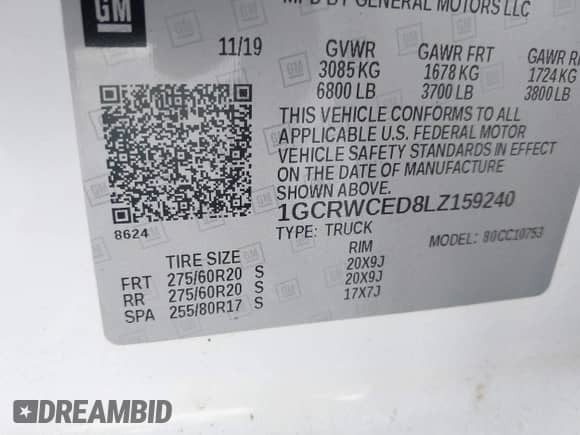 GM
MFD BY GENERAL MOTORS LLC
11/19 GVWR GAWR FRT GAWR
3085 KG 1678 KG 1724 KG
6800 LB 3700 LB 3800 LB
THIS VEHICLE CONFORMS TO ALL
APPLICABLE U.S. FEDERAL MOTOR
VEHICLE SAFETY STANDARDS IN EFFECT
ON THE DATE OF MANUFACTURE
SHOWN ABOVE.
1GCRWCED8LZ159240
8624
TYPE: TRUCK MODEL:
TIRE SIZE RIM
FRT 275/60R20 S 20X9J
RR 275/60R20 S 20X9J
SPA 255/80R17 S 17X7J
DREAMBID